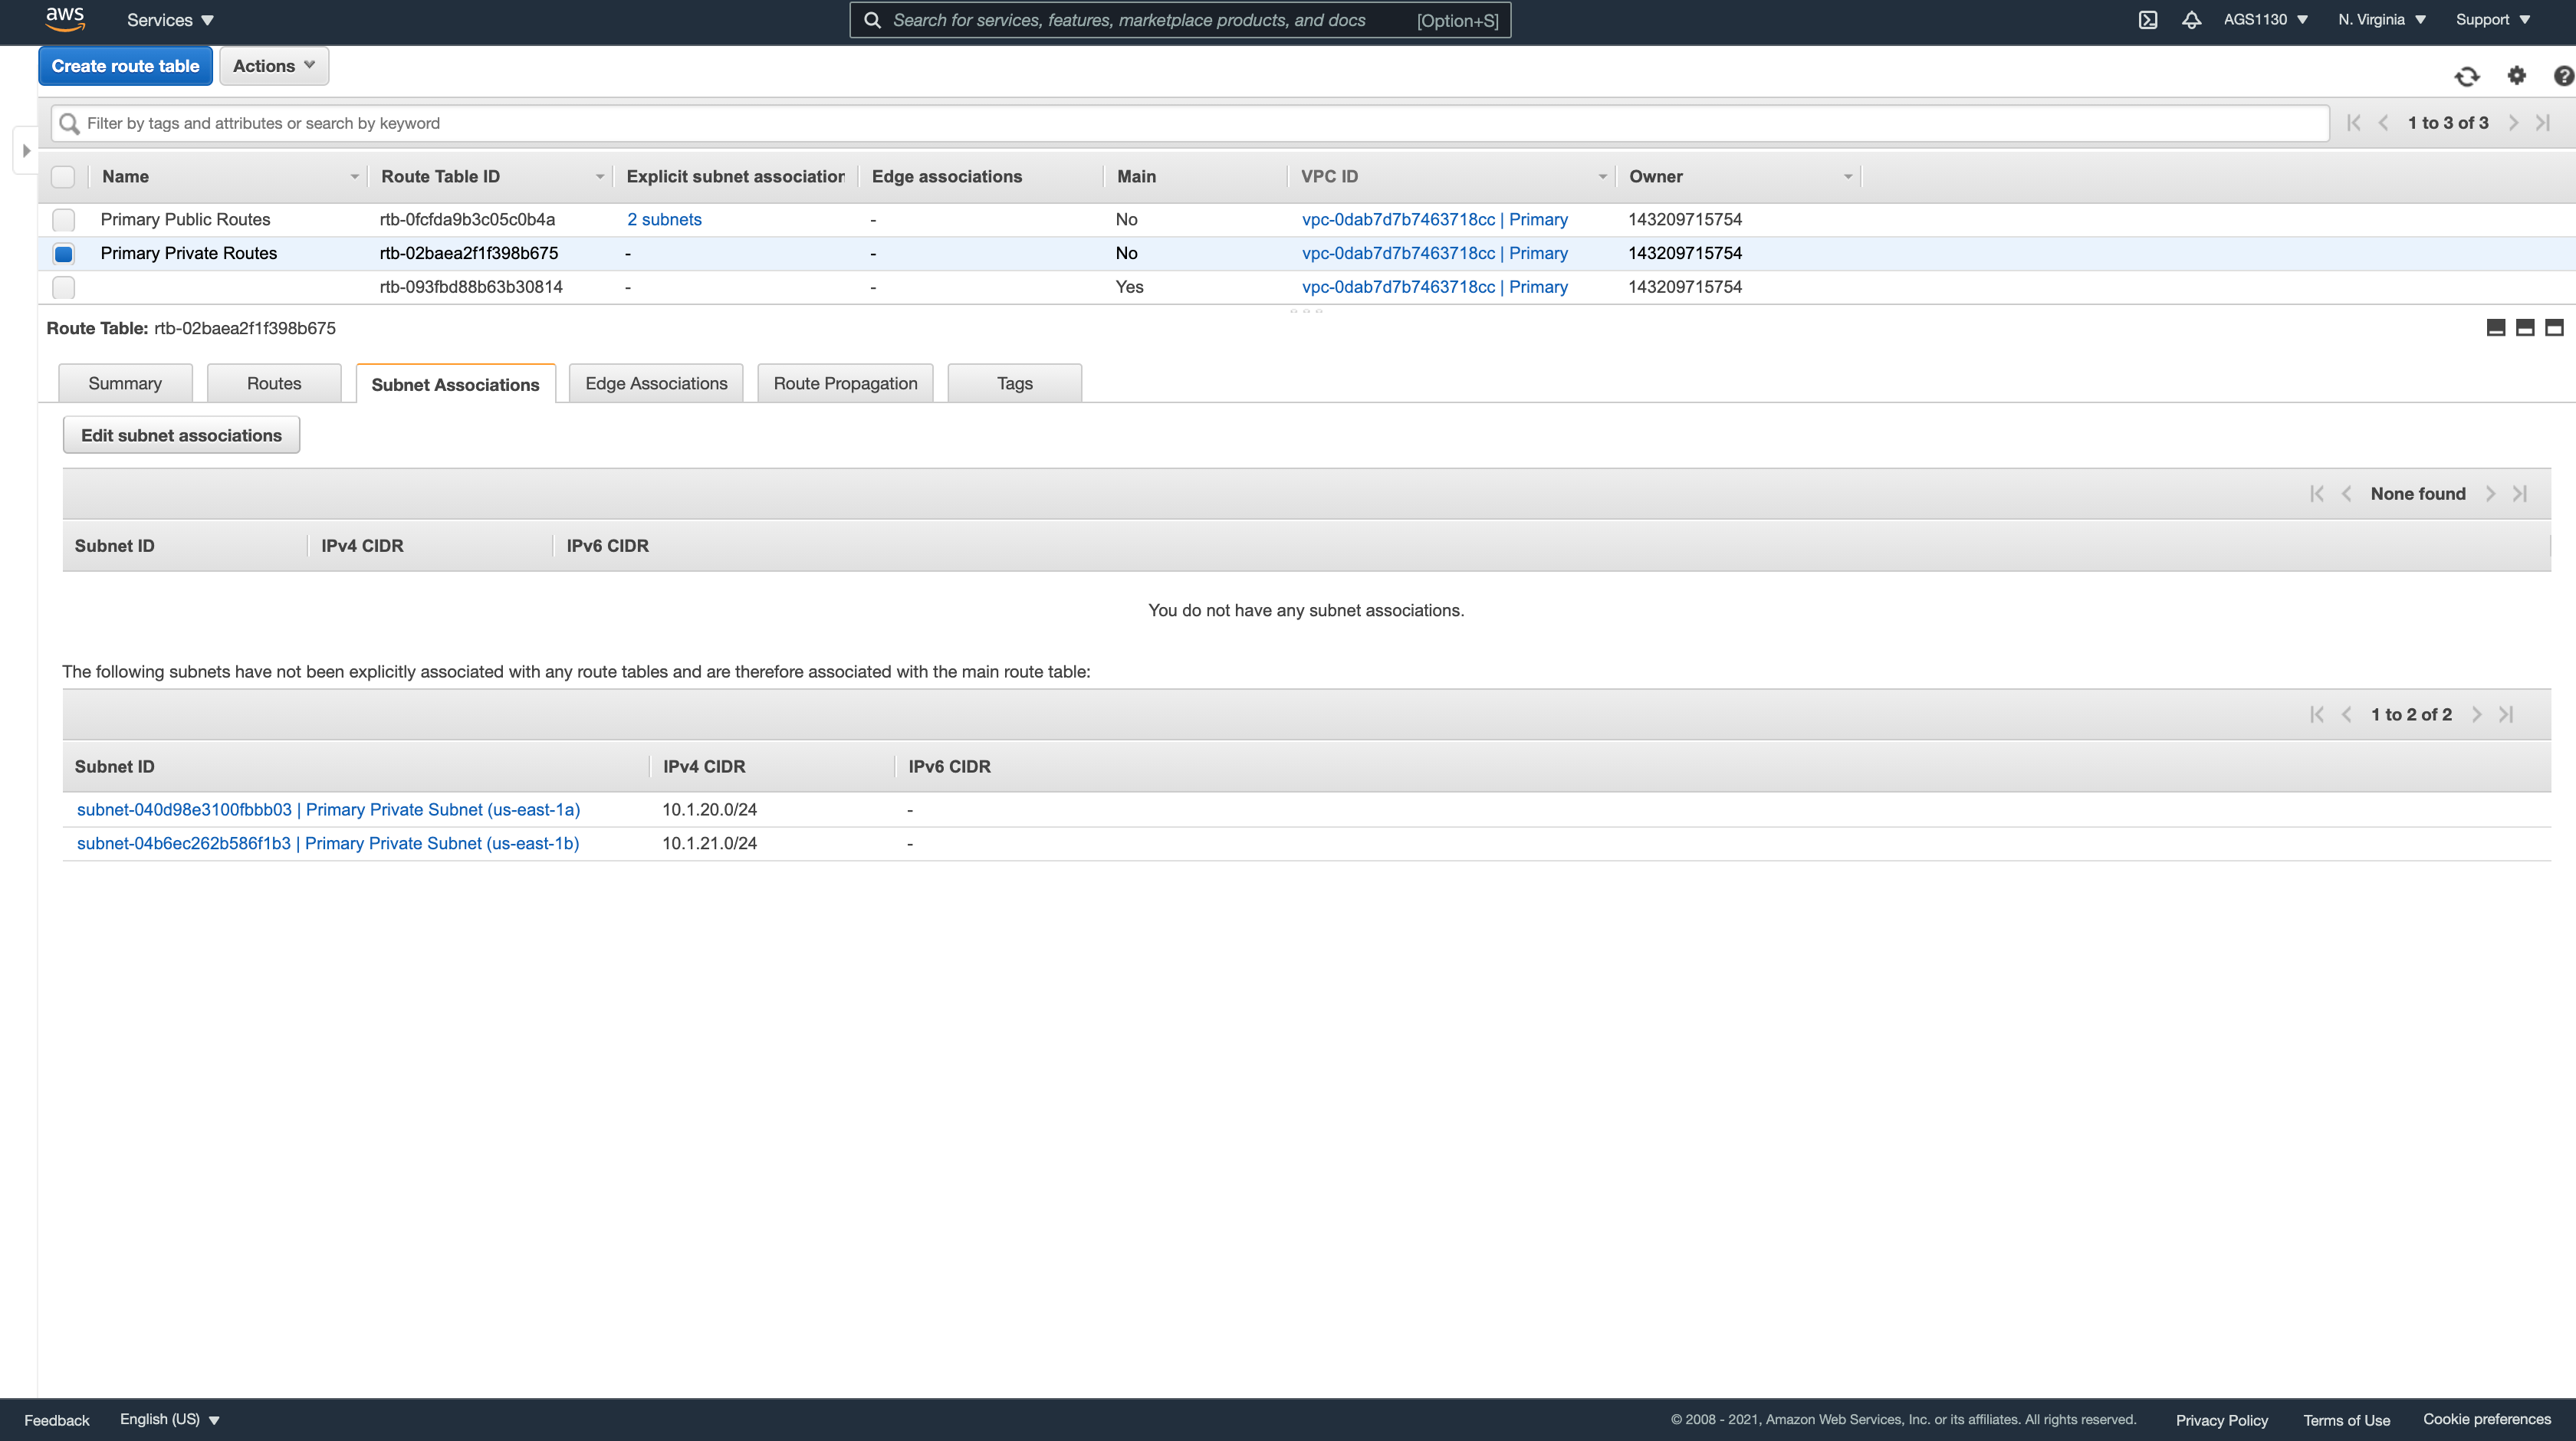 aws Services Search for services, features, marketplace products, and docs [Option+S] AGS1130 N. Virginia Support
Create route table Actions
Filter by tags and attributes or search by keyword 1 to 3 of 3
Name Route Table ID Explicit subnet association Edge associations Main VPC ID Owner
Primary Public Routes rtb-0fcfda9b3c05c0b4a 2 subnets - No vpc-0dab7d7b7463718cc | Primary 143209715754
Primary Private Routes rtb-02baea2f1f398b675 - - No vpc-0dab7d7b7463718cc | Primary 143209715754
rtb-093fbd88b63b30814 - - Yes vpc-0dab7d7b7463718cc | Primary 143209715754
Route Table: rtb-02baea2f1f398b675
Summary Routes Subnet Associations Edge Associations Route Propagation Tags
Edit subnet associations
None found
Subnet ID IPv4 CIDR IPv6 CIDR
You do not have any subnet associations.
The following subnets have not been explicitly associated with any route tables and are therefore associated with the main route table:
1 to 2 of 2
Subnet ID IPv4 CIDR IPv6 CIDR
subnet-040d98e3100fbbb03 | Primary Private Subnet (us-east-1a) 10.1.20.0/24 -
subnet-04b6ec262b586f1b3 | Primary Private Subnet (us-east-1b) 10.1.21.0/24 -
Feedback English (US) © 2008 - 2021, Amazon Web Services, Inc. or its affiliates. All rights reserved. Privacy Policy Terms of Use Cookie preferences